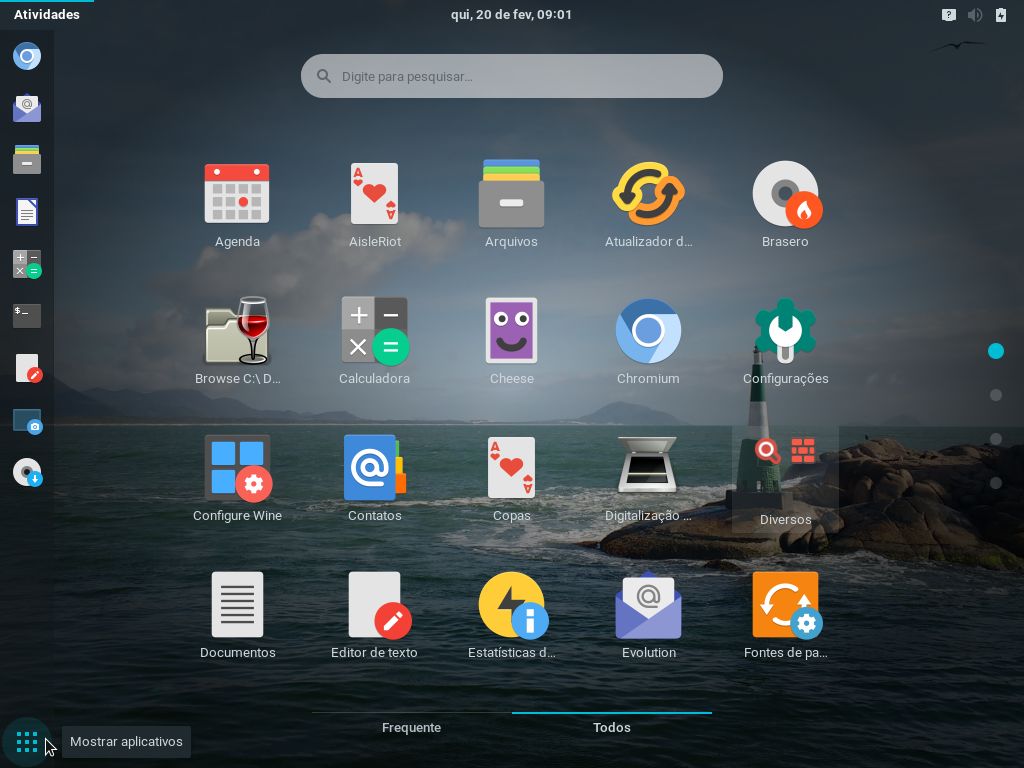 Atividades
qui, 20 de fev, 09:01
Digite para pesquisar…
Agenda
AisleRiot
Arquivos
Atualizador d…
Brasero
Browse C:\ D…
Calculadora
Cheese
Chromium
Configurações
Configure Wine
Contatos
Copas
Digitalização …
Diversos
Documentos
Editor de texto
Estatísticas d…
Evolution
Fontes de pa…
Frequente
Todos
Mostrar aplicativos